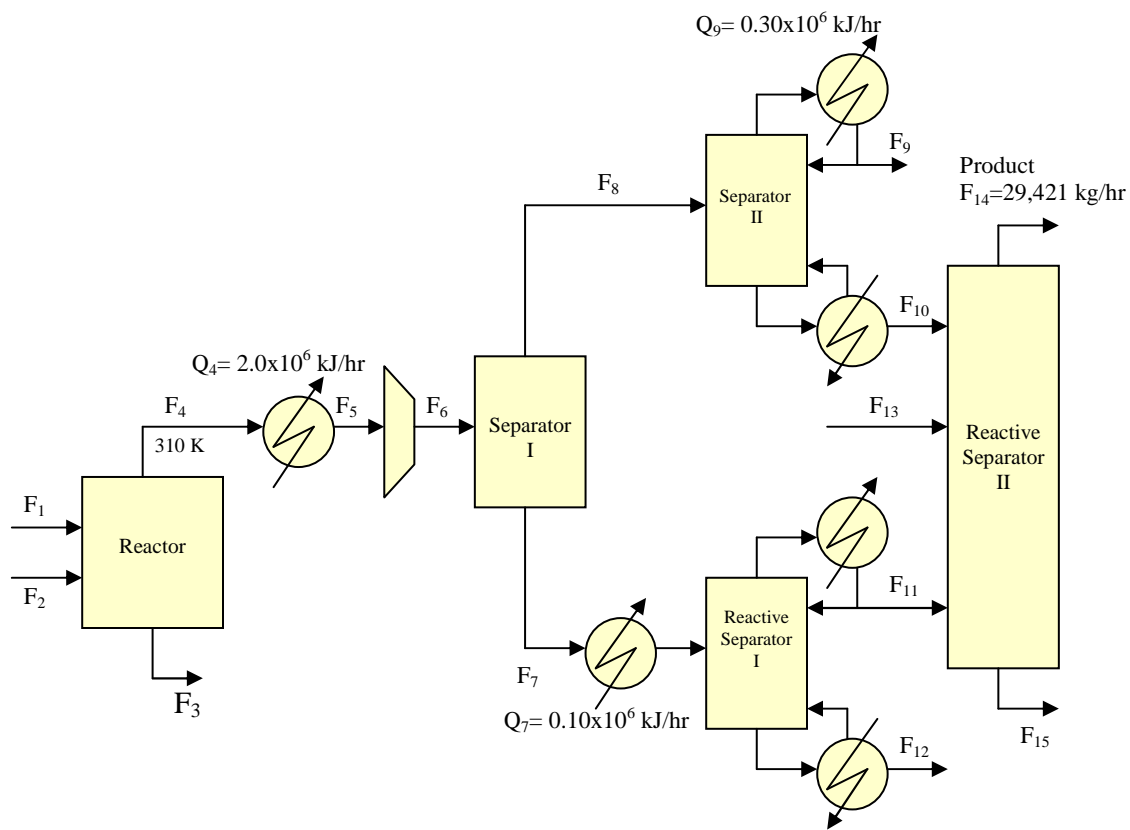 Q₉= 0.30x10⁶ kJ/hr
F₉
Product
F₁₄=29,421 kg/hr
F₈
Separator
II
F₁₀
Q₄= 2.0x10⁶ kJ/hr
F₄
310 K
F₅
F₆
Separator
I
F₁₃
Reactive
Separator
II
F₁
Reactor
F₂
F₁₁
Reactive
Separator
I
F₃
F₇
Q₇= 0.10x10⁶ kJ/hr
F₁₂
F₁₅